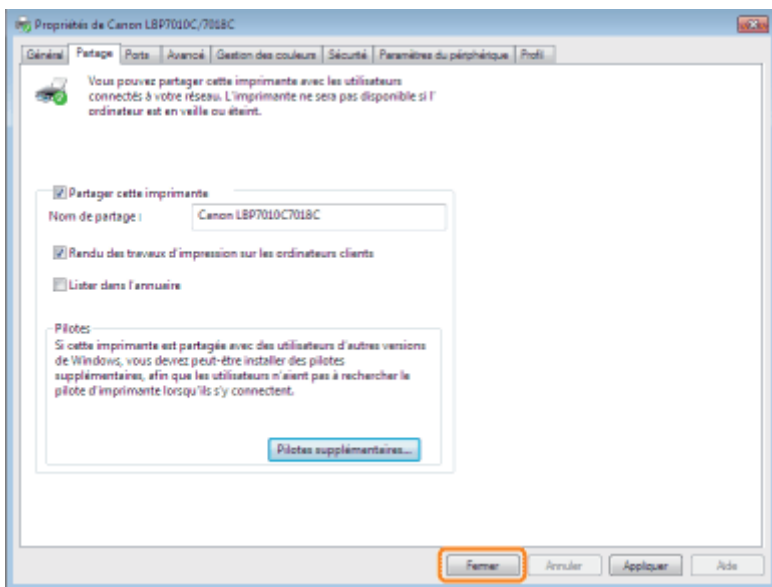 Propriétés de Canon LBP7010C/7018C
Général Partage Ports Avancé Gestion des couleurs Sécurité Paramètres du périphérique Profil
Vous pouvez partager cette imprimante avec les utilisateurs
connectés à votre réseau. L'imprimante ne sera pas disponible si l'
ordinateur est en veille ou éteint.
Partager cette imprimante
Nom de partage : Canon LBP7010C7018C
Rendu des travaux d'impression sur les ordinateurs clients
Lister dans l'annuaire
Pilotes
Si cette imprimante est partagée avec des utilisateurs d'autres versions
de Windows, vous devrez peut-être installer des pilotes
supplémentaires, afin que les utilisateurs n'aient pas à rechercher le
pilote d'imprimante lorsqu'ils s'y connectent.
Pilotes supplémentaires...
Fermer Annuler Appliquer Aide